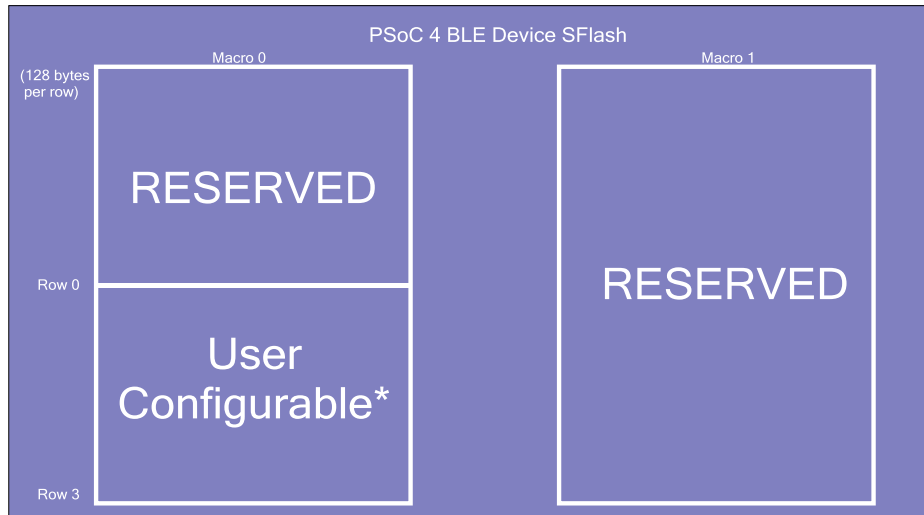 PSoC 4 BLE Device SFlash
Macro 0
Macro 1
(128 bytes
per row)
RESERVED
RESERVED
Row 0
User
Configurable*
Row 3